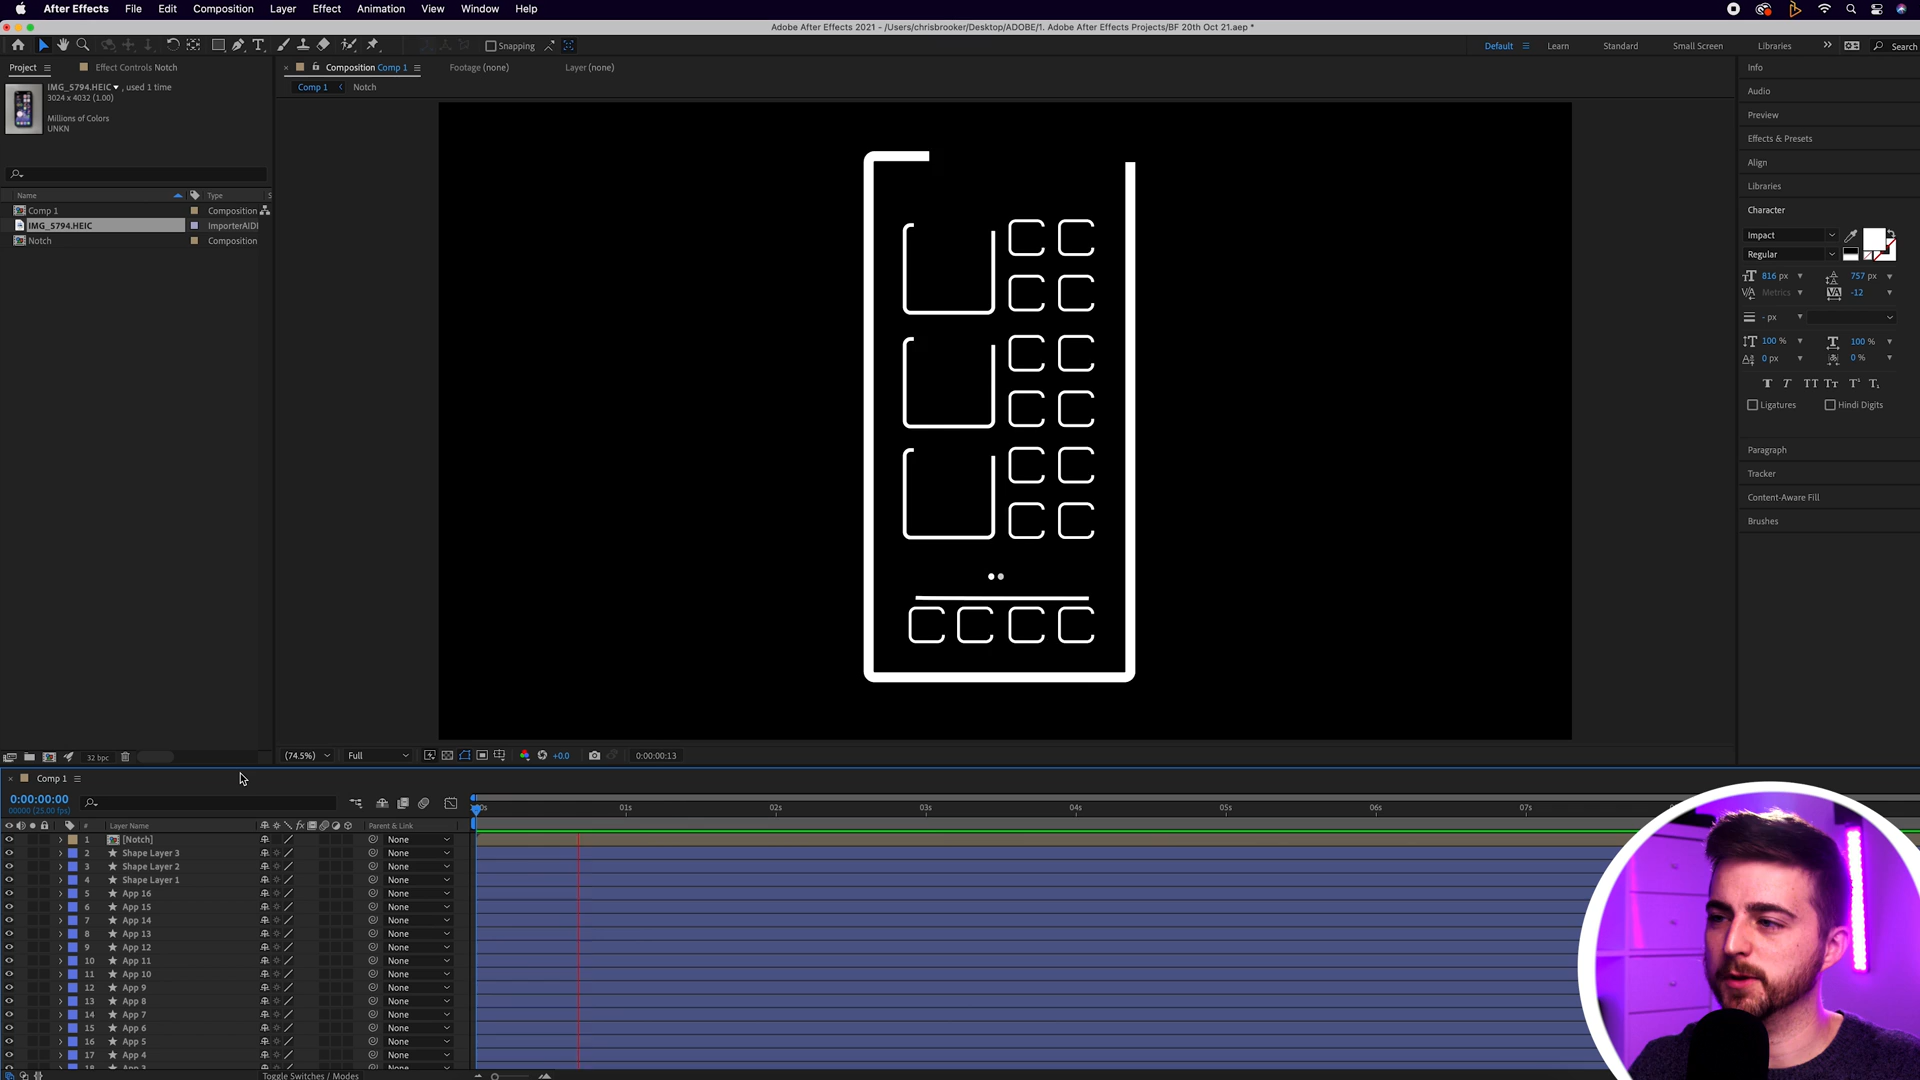 After Effects File Edit Composition Layer Effect Animation View Window Help
Adobe After Effects 2021 - /Users/chrisbrooker/Desktop/ADOBE/1. Adobe After Effects Projects/BF 20th Oct 21.aep *
Snapping Default Learn Standard Small Screen Libraries Search
Project Effect Controls Notch Composition Comp 1 Footage (none) Layer (none) Info
IMG_5794.HEIC , used 1 time Comp 1 Notch
3024 x 4032 (1.00) Audio
Millions of Colors Preview
UNKN
Effects & Presets
Align
Libraries
Name Type S
Comp 1 Composition Character
IMG_5794.HEIC ImporterAIDI
Notch Composition
Impact
Regular
816 px 757 px
Metrics -12
- px
100 % 100 %
0 px 0 %
T T TT Tt T¹ T₁
Ligatures Hindi Digits
Paragraph
Tracker
Content-Aware Fill
Brushes
32 bpc (74.5%) Full +0.0 0:00:00:13
Comp 1
0:00:00:00
00000 (25.00 fps)
01s 02s 03s 04s 05s 06s 07s
# Layer Name fx Parent & Link
1 [Notch] None
2 Shape Layer 3 None
3 Shape Layer 2 None
4 Shape Layer 1 None
5 App 16 None
6 App 15 None
7 App 14 None
8 App 13 None
9 App 12 None
10 App 11 None
11 App 10 None
12 App 9 None
13 App 8 None
14 App 7 None
15 App 6 None
16 App 5 None
17 App 4 None
Toggle Switches / Modes